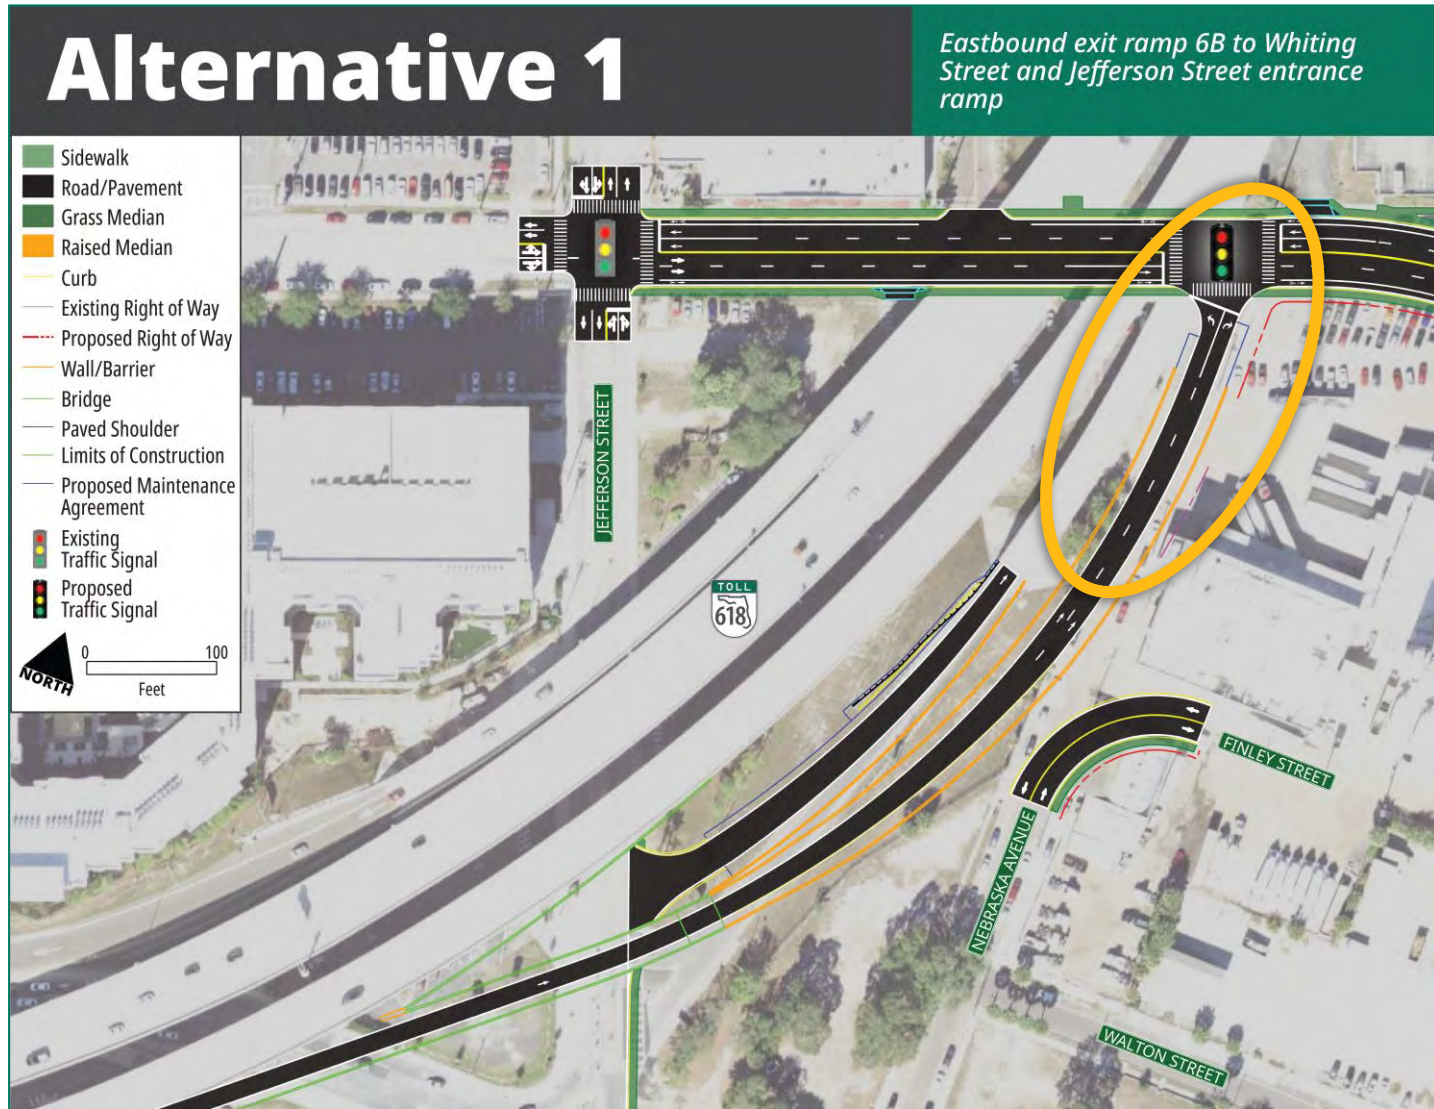 Alternative 1
Eastbound exit ramp 6B to Whiting
Street and Jefferson Street entrance
ramp
Sidewalk
Road/Pavement
Grass Median
Raised Median
Curb
Existing Right of Way
Proposed Right of Way
Wall/Barrier
Bridge
Paved Shoulder
Limits of Construction
Proposed Maintenance
Agreement
Existing
Traffic Signal
Proposed
Traffic Signal
NORTH
0 100
Feet
JEFFERSON STREET
TOLL
618
FINLEY STREET
NEBRASKA AVENUE
WALTON STREET